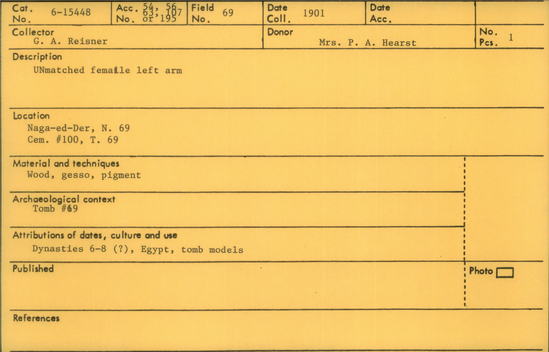 Cat. No. 6-15448 Acc. No. 54, 56, 63, 107 or 195 Field No. 69 Date Coll. 1901 Date Acc.
Collector G. A. Reisner Donor Mrs. P. A. Hearst No. Pcs. 1
Description
UNmatched female left arm
Location
Naga-ed-Der, N. 69
Cem. #100, T. 69
Material and techniques
Wood, gesso, pigment
Archaeological context
Tomb #69
Attributions of dates, culture and use
Dynasties 6-8 (?), Egypt, tomb models
Published Photo
References